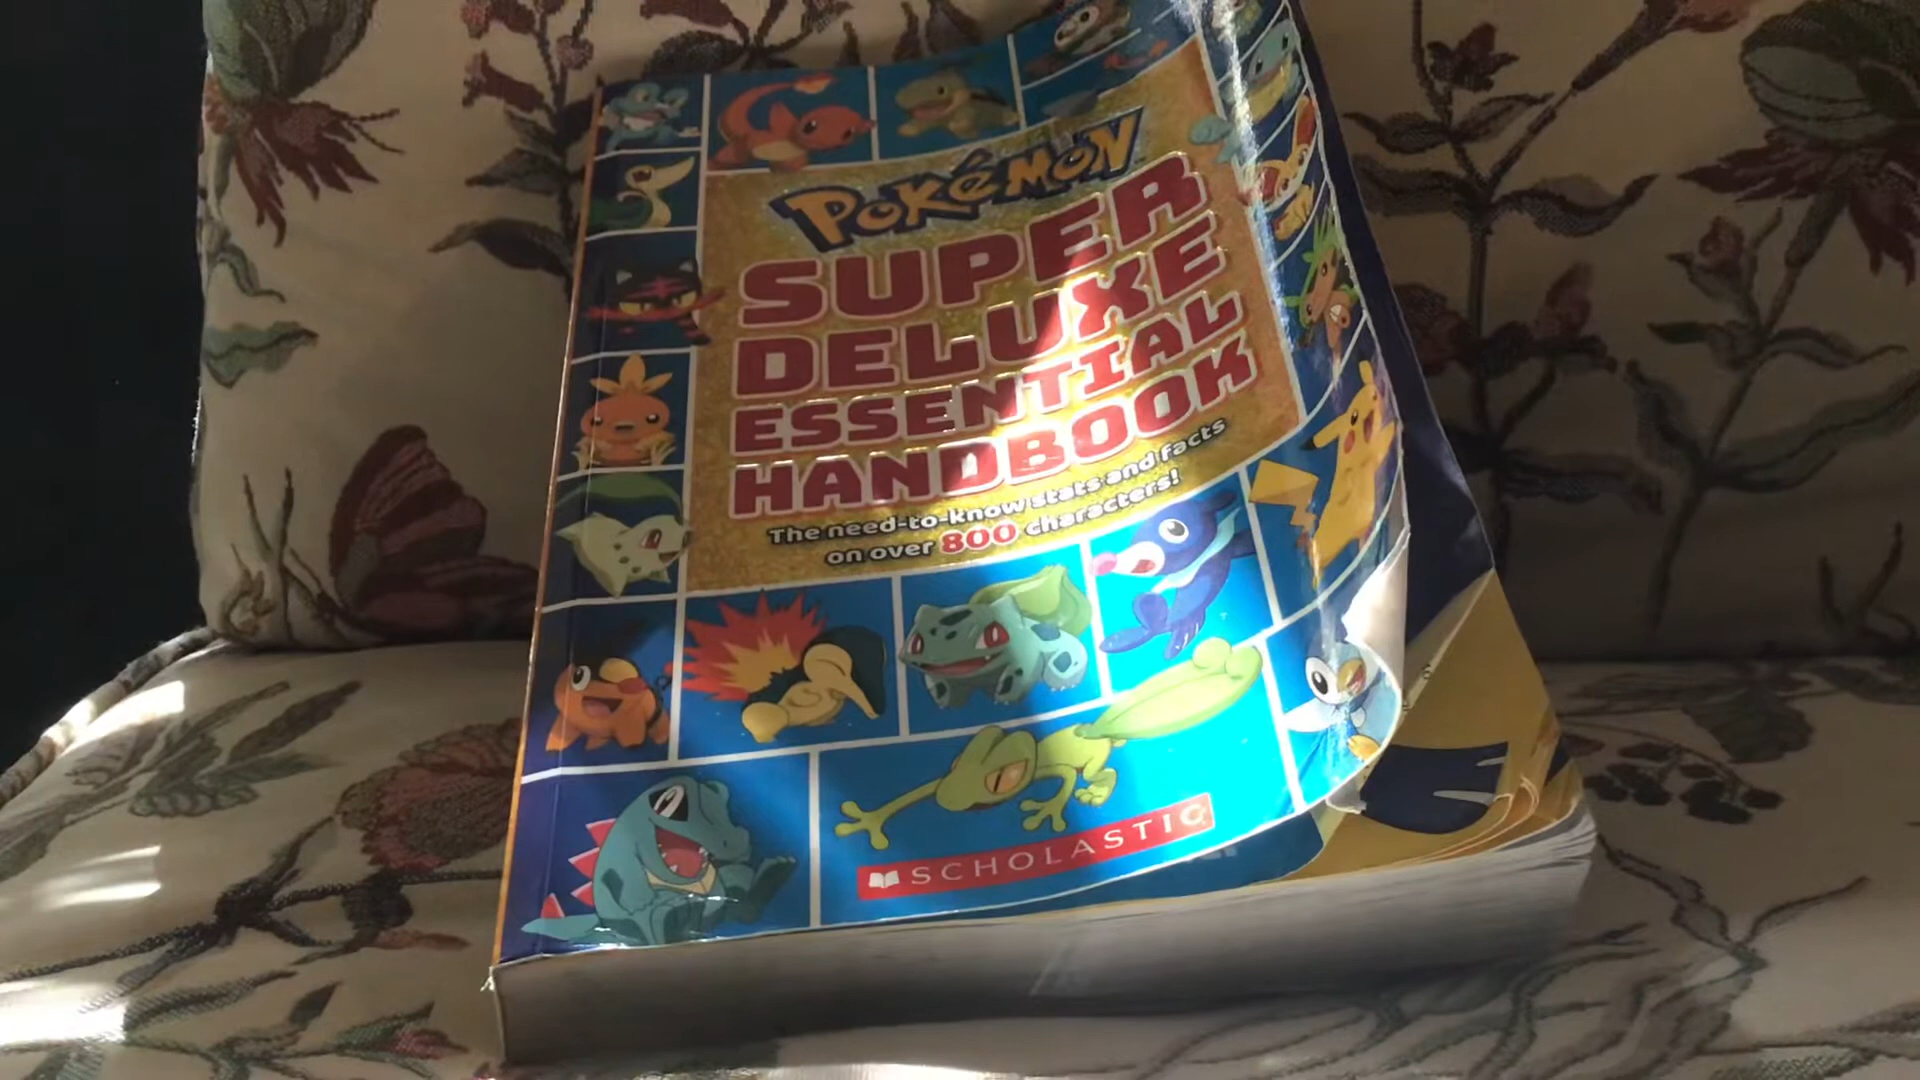 POKéMON
SUPER
DELUXE
ESSENTIAL
HANDBOOK
The need-to-know stats and facts
on over 800 characters!
SCHOLASTIC